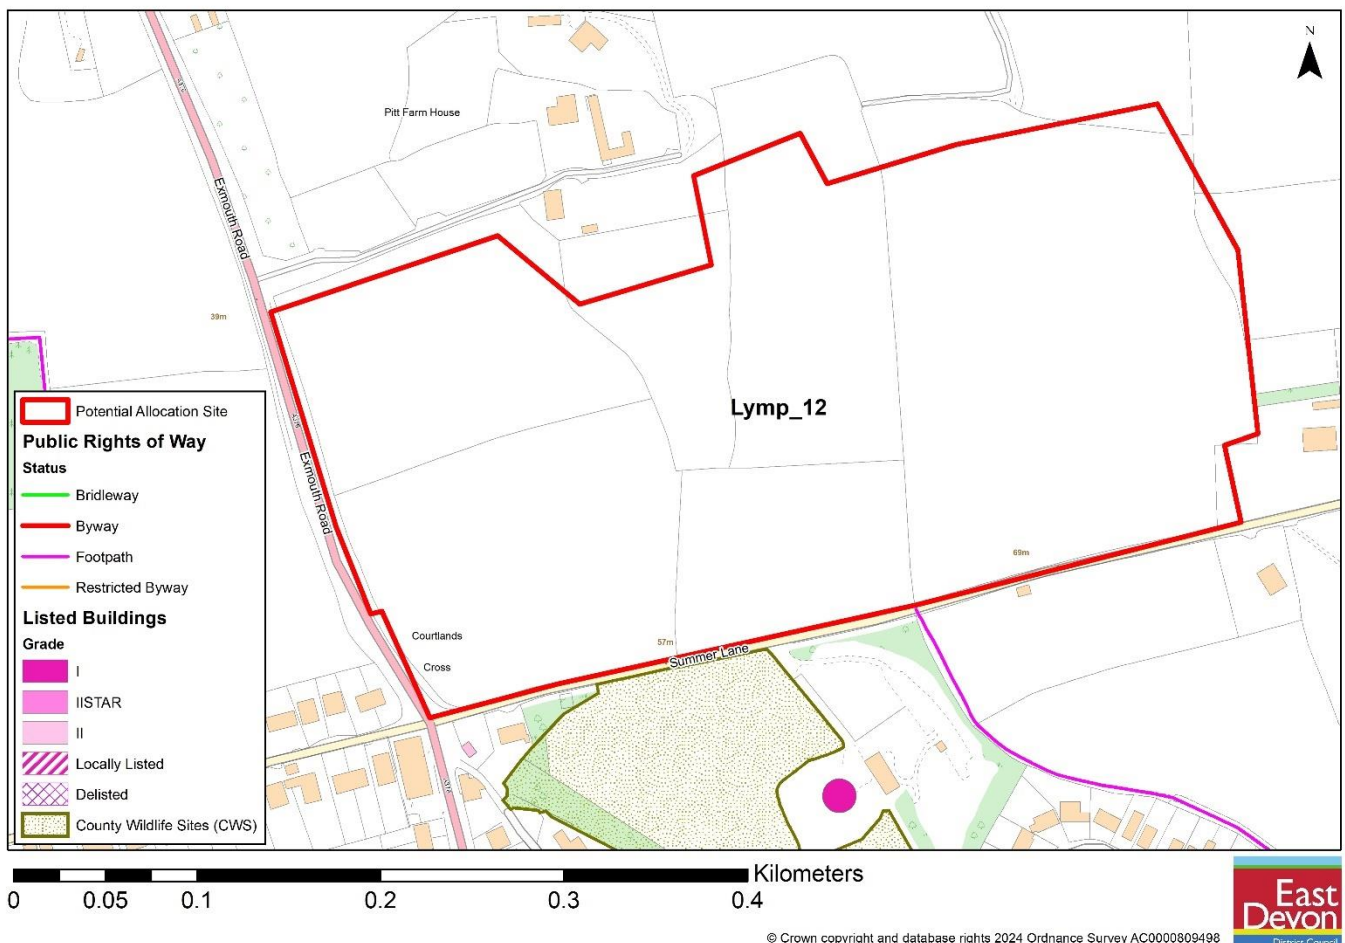 N
Pitt Farm House
Exmouth Road
39m
Lymp_12
Exmouth Road
69m
Courtlands
Cross
57m
Summer Lane
Potential Allocation Site
Public Rights of Way
Status
Bridleway
Byway
Footpath
Restricted Byway
Listed Buildings
Grade
I
IISTAR
II
Locally Listed
Delisted
County Wildlife Sites (CWS)
Kilometers
0 0.05 0.1 0.2 0.3 0.4
East
Devon
District Council
© Crown copyright and database rights 2024 Ordnance Survey AC0000809498